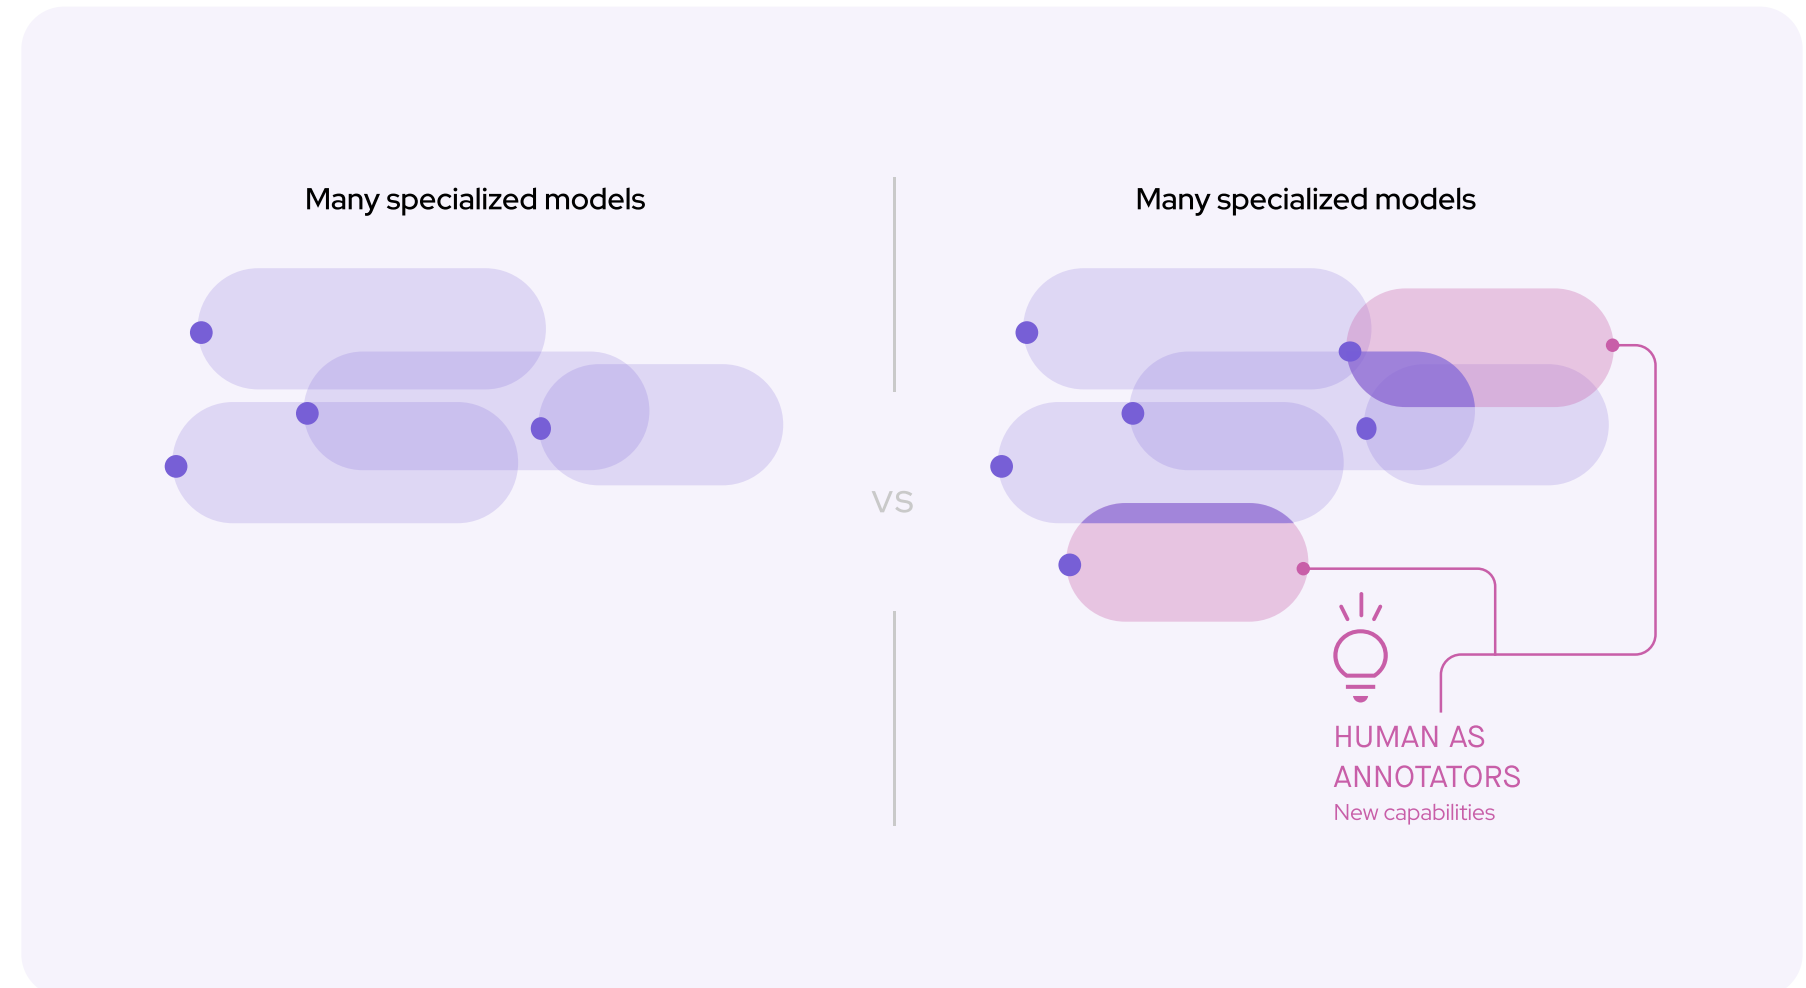 Many specialized models
vs
Many specialized models
HUMAN AS
ANNOTATORS
New capabilities